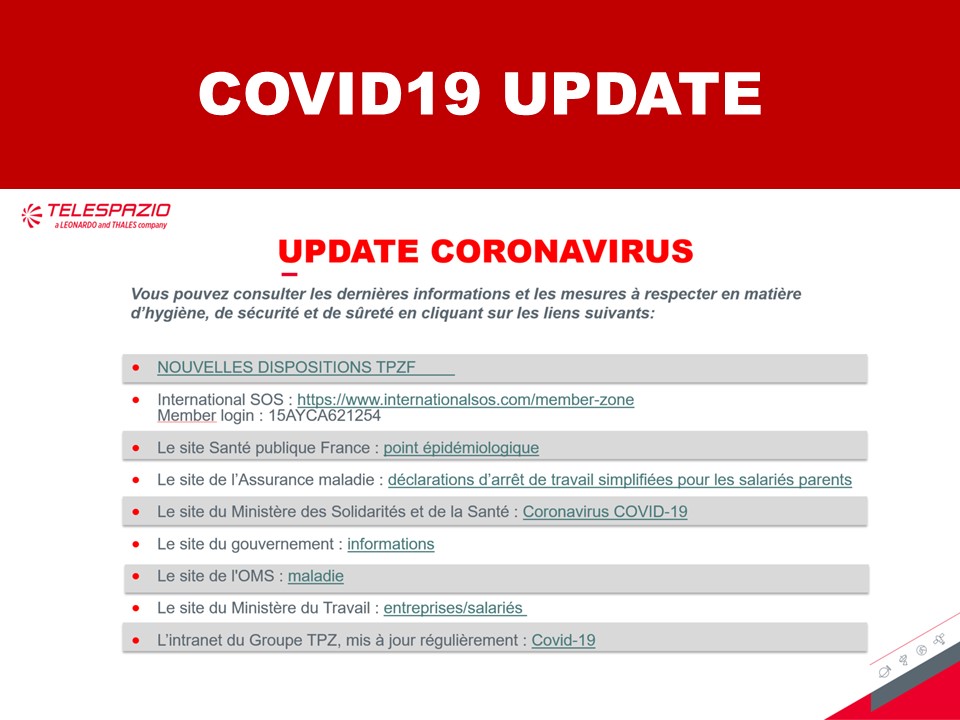 COVID19 UPDATE
TELESPAZIO
a LEONARDO and THALES company
UPDATE CORONAVIRUS
Vous pouvez consulter les dernières informations et les mesures à respecter en matière
d’hygiène, de sécurité et de sûreté en cliquant sur les liens suivants:
• NOUVELLES DISPOSITIONS TPZF
• International SOS : https://www.internationalsos.com/member-zone
Member login : 15AYCA621254
• Le site Santé publique France : point épidémiologique
• Le site de l’Assurance maladie : déclarations d’arrêt de travail simplifiées pour les salariés parents
• Le site du Ministère des Solidarités et de la Santé : Coronavirus COVID-19
• Le site du gouvernement : informations
• Le site de l'OMS : maladie
• Le site du Ministère du Travail : entreprises/salariés
• L’intranet du Groupe TPZ, mis à jour régulièrement : Covid-19